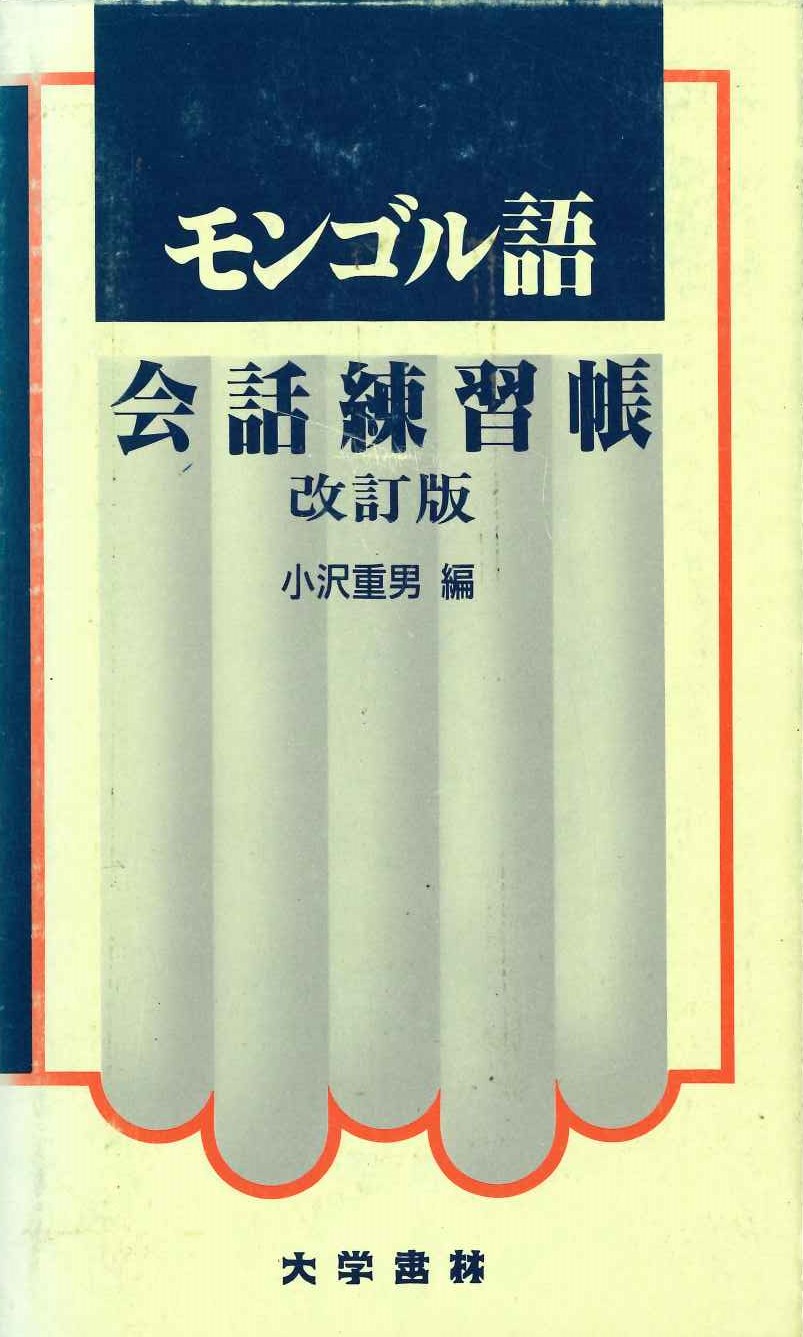 モンゴル語
会話練習帳
改訂版
小沢重男 編
大学書林